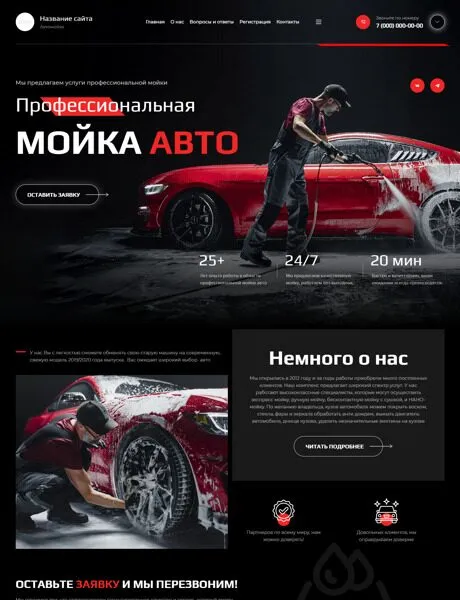 Название сайта
Автомойка
Главная О нас Вопросы и ответы Регистрация Контакты
Звоните по номеру
7 (000) 000-00-00
Мы предлагаем услуги профессиональной мойки
Профессиональная
МОЙКА АВТО
ОСТАВИТЬ ЗАЯВКУ
25+ 24/7 20 мин
Лет опыта работы в области
профессиональной мойки авто
Мы предлагаем качественную
мойку, работаем без выходных.
Быстро и качественно, ваши
ожидания всегда
У нас Вы с легкостью сможете обменять свою старую машину на современную,
свежую модель 2019/2020 года выпуска. Вас ожидает широкий выбор авто
Немного о нас
Мы открылись в 2012 году и за годы работы приобрели много постоянных
клиентов. Наш комплекс предлагает широкий спектр услуг. У нас
работает высококлассные специалисты, которые могут осуществить
экспресс мойку, ручную мойку, бесконтактную мойку с сушкой, и НАНО-
мойку. По желанию владельца, кузов автомобиля можем покрыть воском,
стекла, фары и зеркала обработать анти дождем, вымоем двигатель
автомобиля, днище кузова, удалить незначительные вмятины на кузове.
ЧИТАТЬ ПОДРОБНЕЕ
Партнеров по всему миру, нам
можно доверять!
Довольных клиентов, мы
оправдываем доверие
ОСТАВЬТЕ ЗАЯВКУ И МЫ ПЕРЕЗВОНИМ!